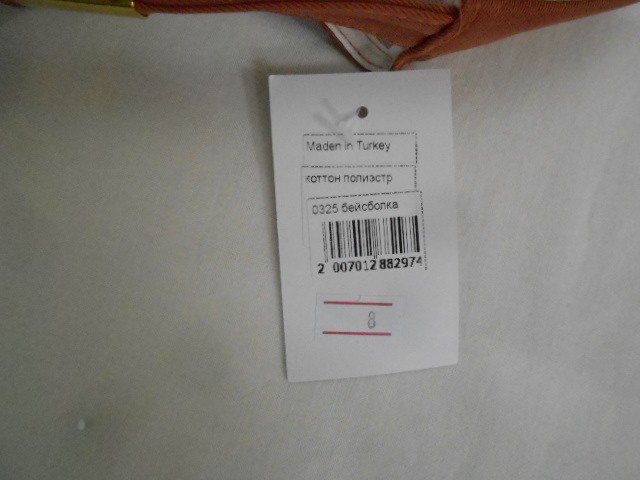 Maden in Turkey
коттон полиэстр
0325 бейсболка
2 007012 882974
8